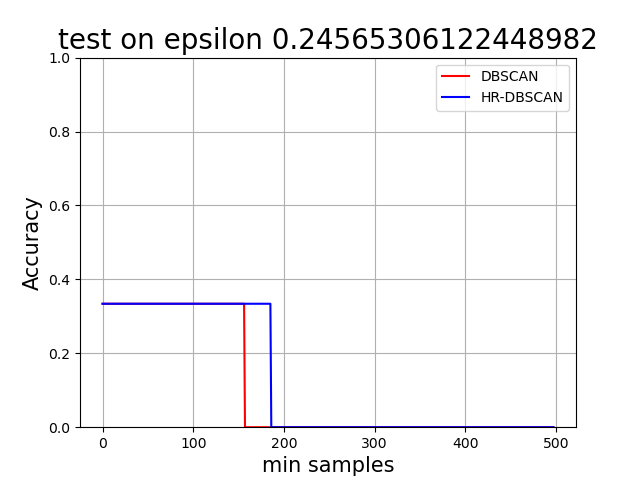 test on epsilon 0.24565306122448982
DBSCAN
HR-DBSCAN
Accuracy
1.0
0.8
0.6
0.4
0.2
0.0
0 100 200 300 400 500
min samples